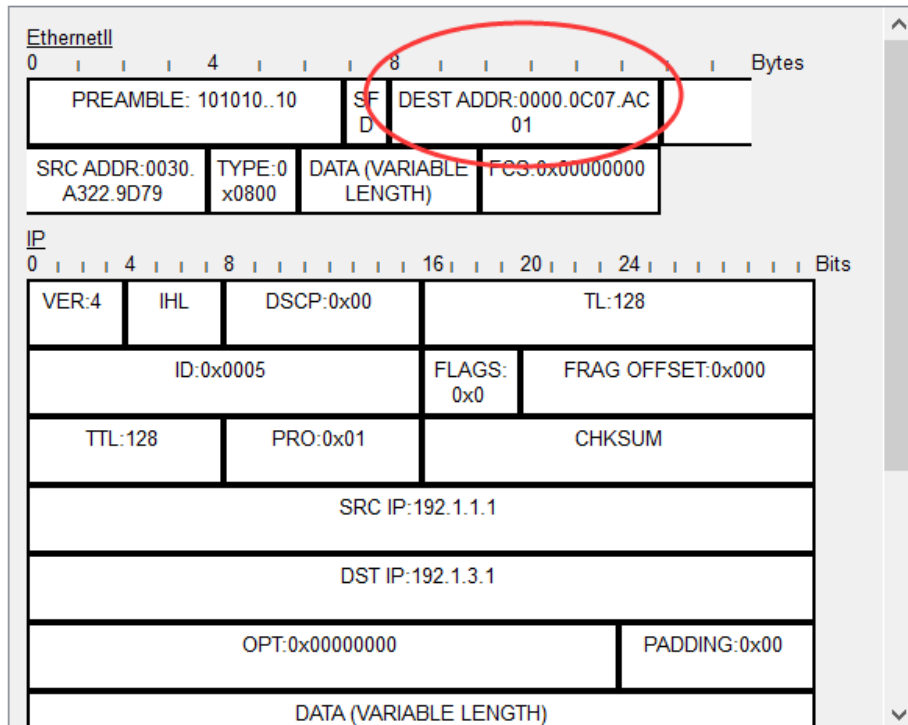 EthernetII
0 4 8 Bytes
PREAMBLE: 101010..10
SF
D
DEST ADDR:0000.0C07.AC
01
SRC ADDR:0030.
A322.9D79
TYPE:0
x0800
DATA (VARIABLE
LENGTH)
FCS:0x00000000
IP
0 4 8 16 20 24 Bits
VER:4 IHL DSCP:0x00 TL:128
ID:0x0005
FLAGS:
0x0
FRAG OFFSET:0x000
TTL:128 PRO:0x01 CHKSUM
SRC IP:192.1.1.1
DST IP:192.1.3.1
OPT:0x00000000 PADDING:0x00
DATA (VARIABLE LENGTH)